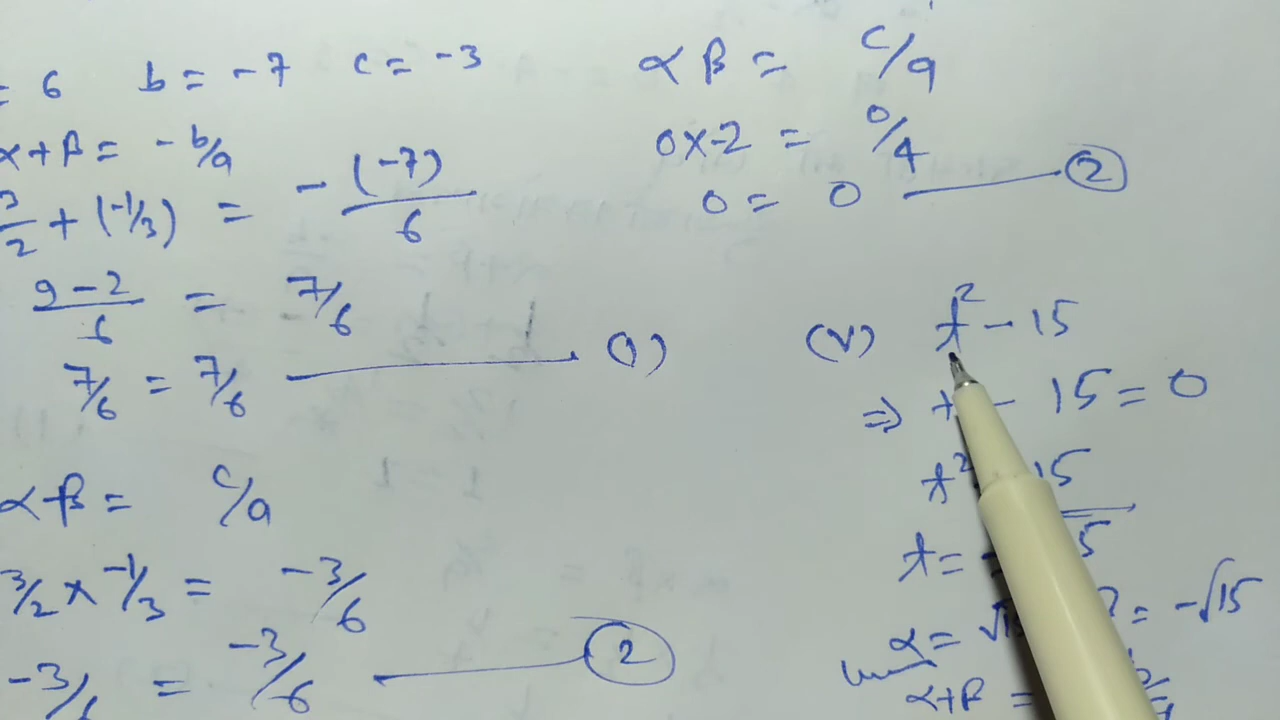 = 6 b = -7 c = -3
α+β = -b/a
3/2 + (-1/3) = -(-7)/6
9-2/6 = 7/6
7/6 = 7/6 (1)
αβ = c/a
3/2 × -1/3 = -3/6
-3/6 = -3/6 (2)
αβ = c/a
0×-2 = 0/4
0 = 0 (2)
(v) t² - 15
⇒ - 15 = 0
t² 15
t =
α = = -√15
α+β =